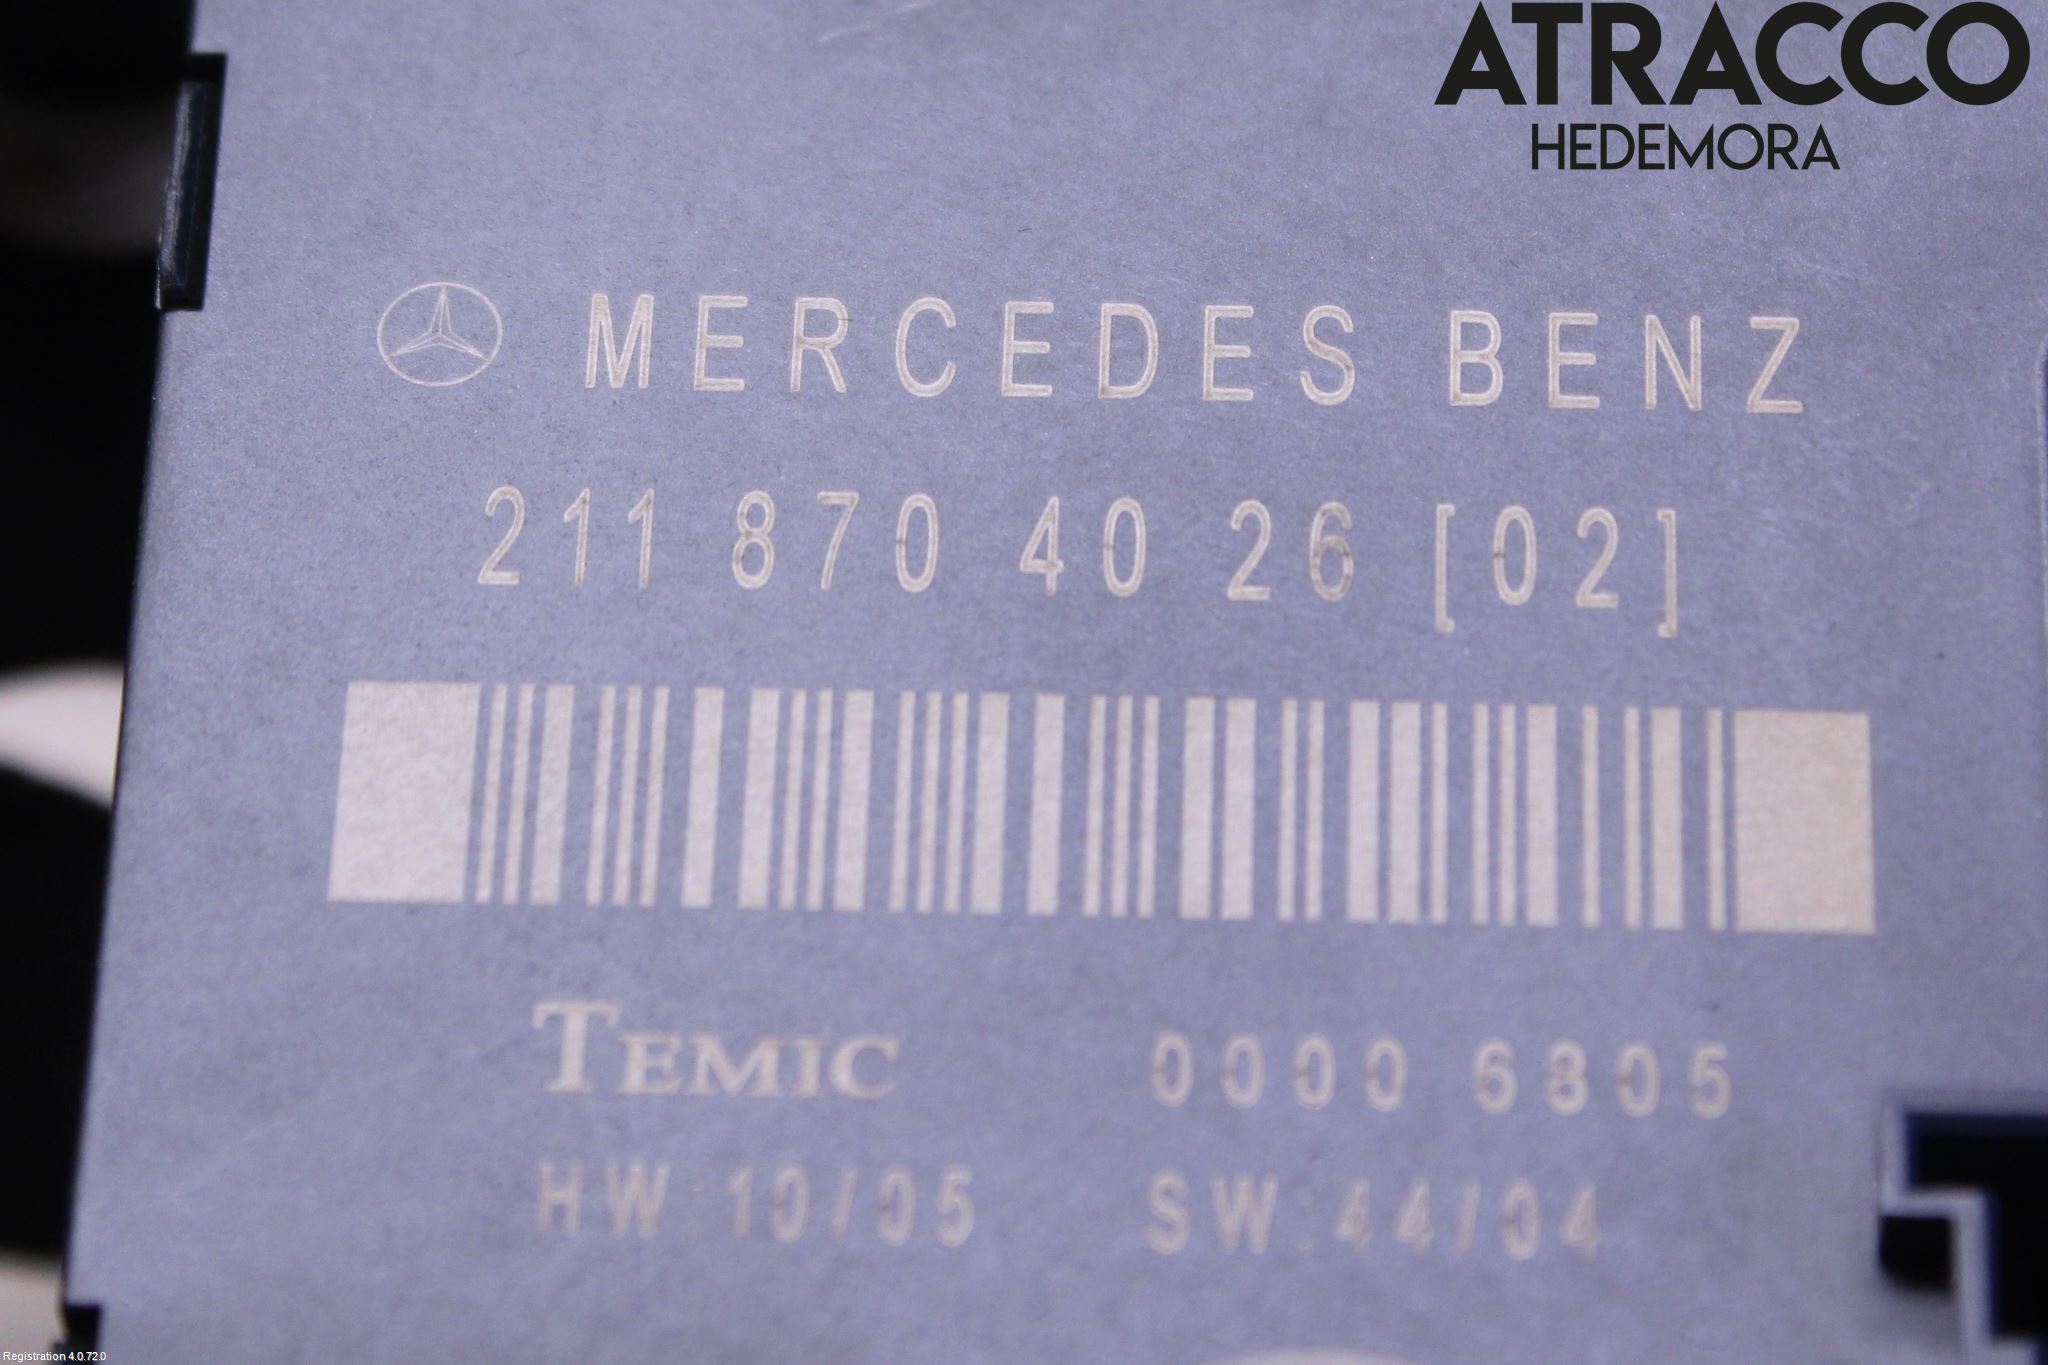 ATRACCO
HEDEMORA
MERCEDES BENZ
211 870 40 26 [02]
TEMIC 0000 6805
HW:10/05 SW:44/04
Registration 4.0.72.0